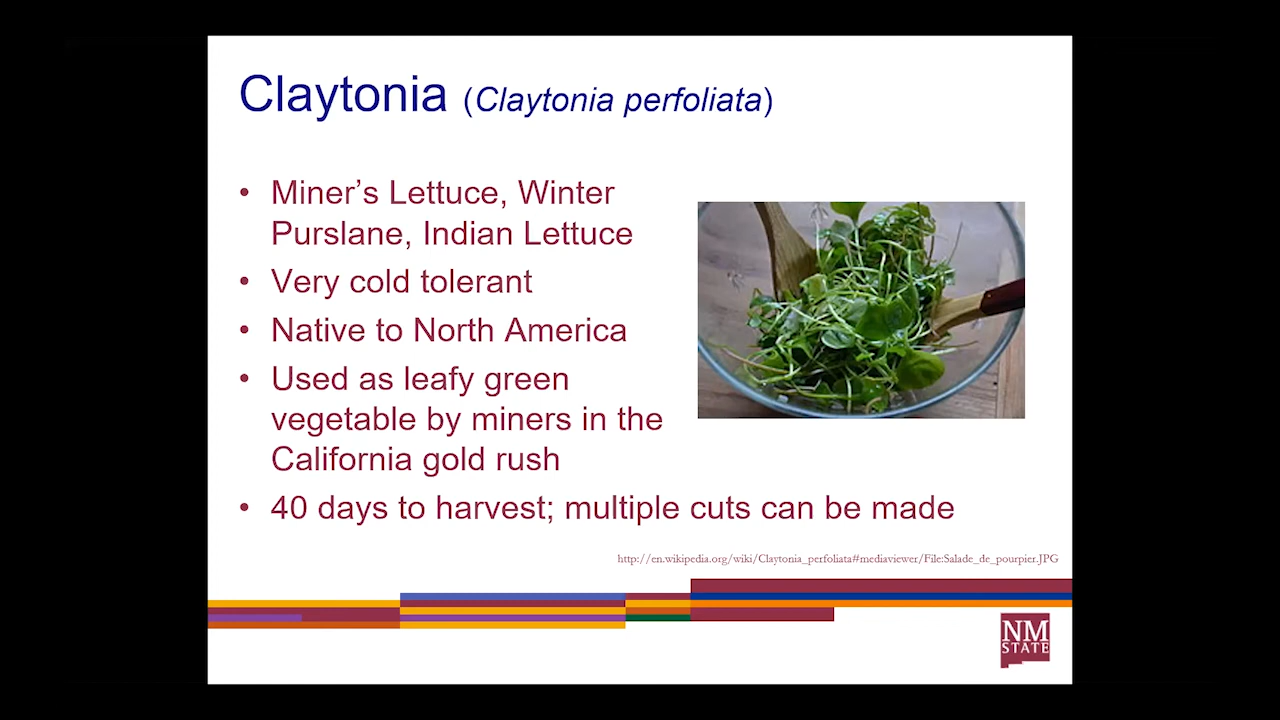 Claytonia (Claytonia perfoliata)
• Miner’s Lettuce, Winter
Purslane, Indian Lettuce
• Very cold tolerant
• Native to North America
• Used as leafy green
vegetable by miners in the
California gold rush
• 40 days to harvest; multiple cuts can be made
http://en.wikipedia.org/wiki/Claytonia_perfoliata#mediaviewer/File:Salade_de_pourpier.JPG
NM
STATE